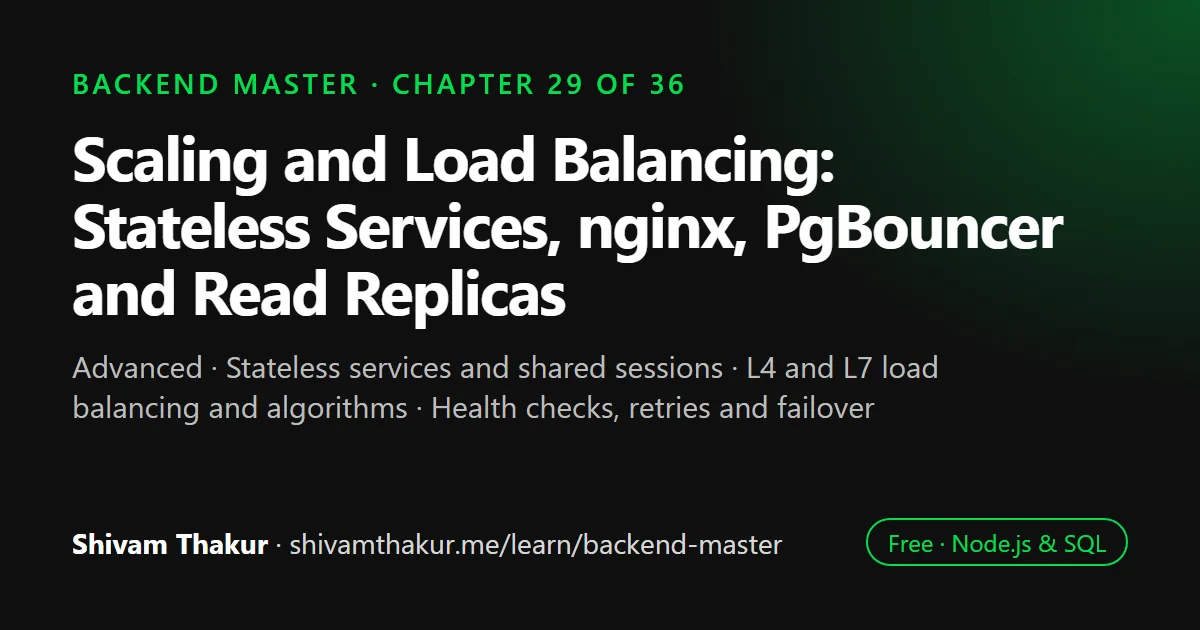 BACKEND MASTER · CHAPTER 29 OF 36
Scaling and Load Balancing:
Stateless Services, nginx, PgBouncer
and Read Replicas
Advanced · Stateless services and shared sessions · L4 and L7 load
balancing and algorithms · Health checks, retries and failover
Shivam Thakur · shivamthakur.me/learn/backend-master
Free · Node.js & SQL